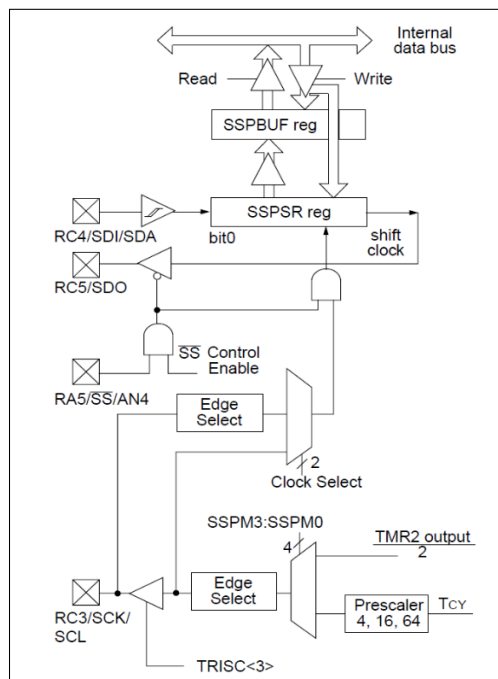 Internal
data bus
Read
Write
SSPBUF reg
SSPSR reg
RC4/SDI/SDA
bit0
shift
clock
RC5/SDO
SS Control
Enable
RA5/SS/AN4
Edge
Select
2
Clock Select
SSPM3:SSPM0
4
TMR2 output
2
Edge
Select
Prescaler
4, 16, 64
TCY
RC3/SCK/
SCL
TRISC<3>